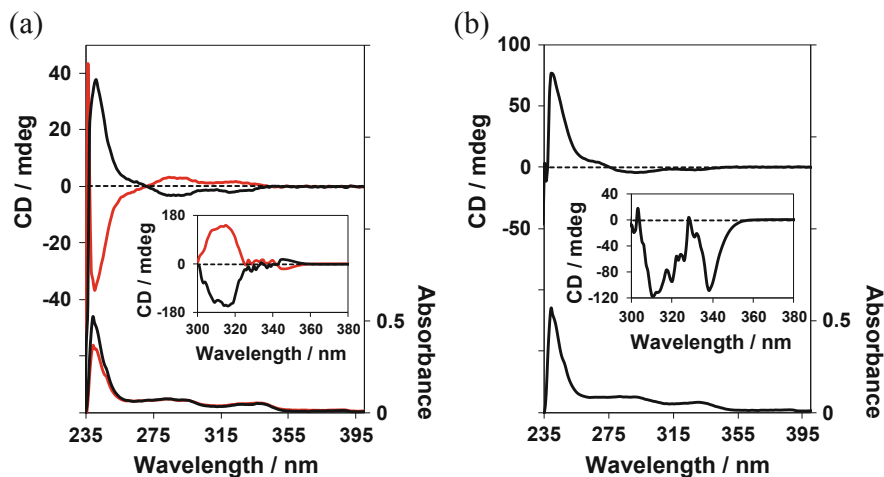 (a)
CD / mdeg
40
20
0
-20
-40
180
0
-180
CD / mdeg
300 320 340 360 380
Wavelength / nm
0.5
0
Absorbance
235 275 315 355 395
Wavelength / nm
(b)
CD / mdeg
100
50
0
-50
40
0
-40
-80
-120
CD / mdeg
300 320 340 360 380
Wavelength / nm
0.5
0
Absorbance
235 275 315 355 395
Wavelength / nm